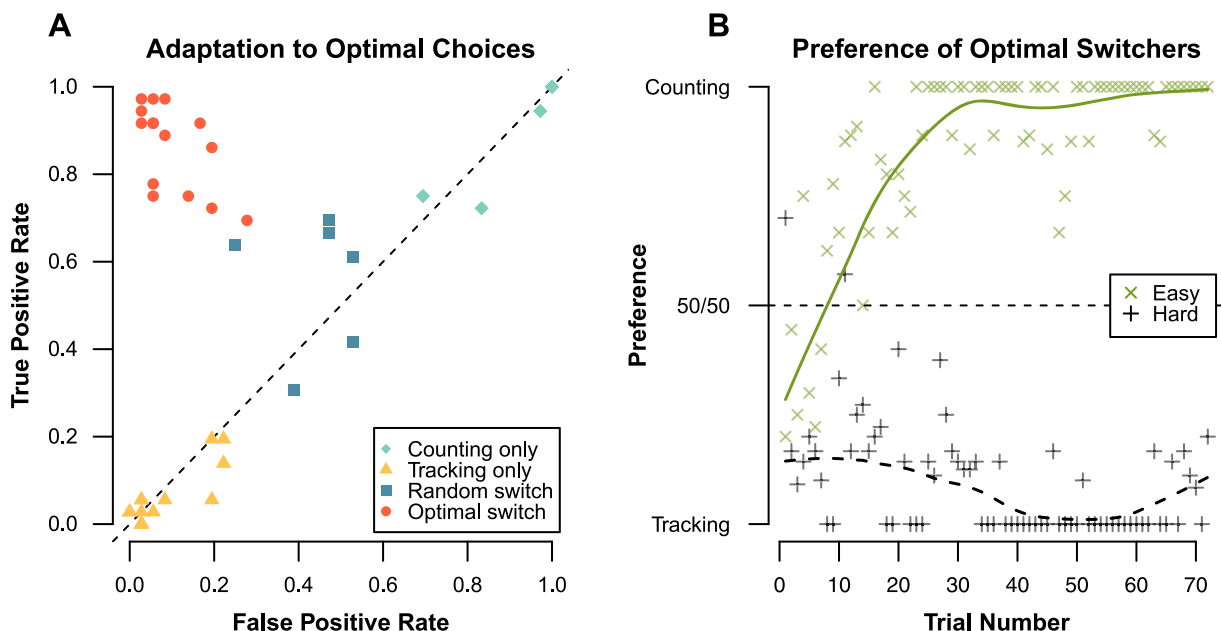 A
Adaptation to Optimal Choices
True Positive Rate
1.0
0.8
0.6
0.4
0.2
0.0
Counting only
Tracking only
Random switch
Optimal switch
0.0 0.2 0.4 0.6 0.8 1.0
False Positive Rate
B
Preference of Optimal Switchers
Preference
Counting
50/50
Tracking
Easy
Hard
0 10 20 30 40 50 60 70
Trial Number